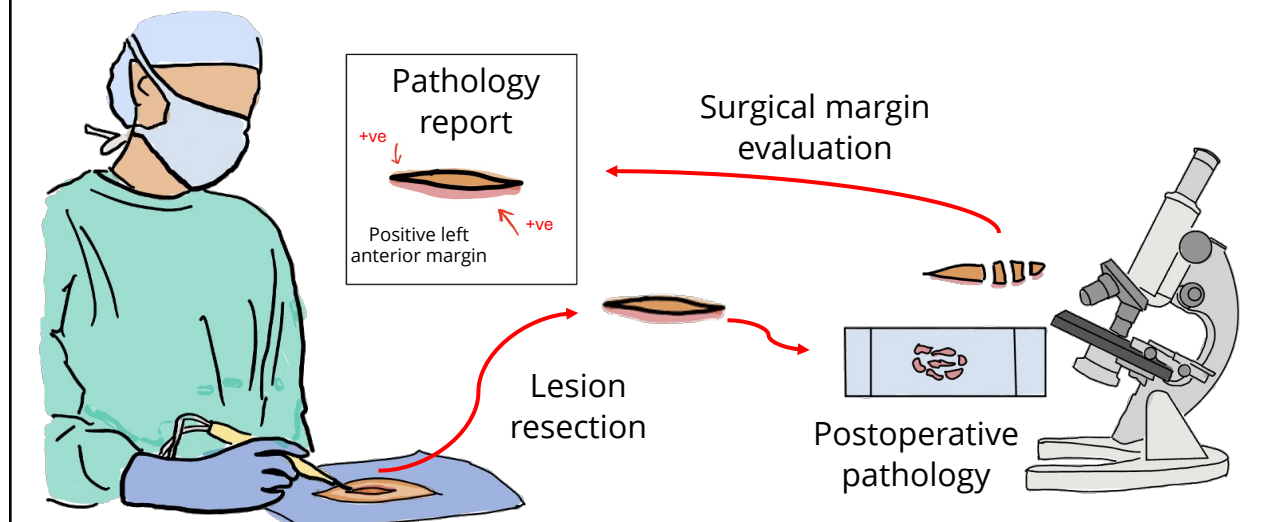 Pathology
report
+ve
+ve
Positive left
anterior margin
Surgical margin
evaluation
Lesion
resection
Postoperative
pathology